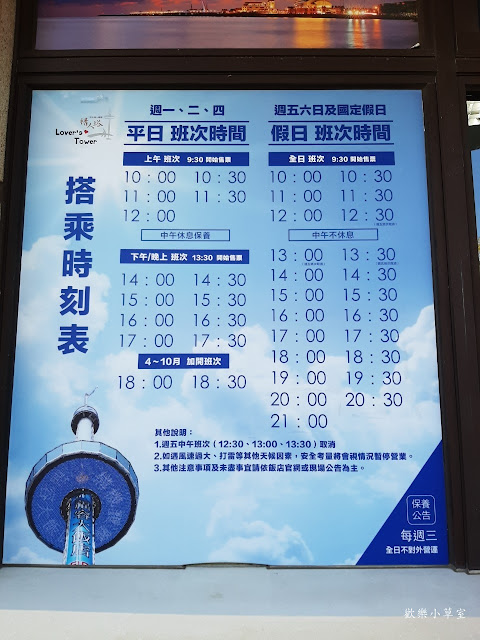 情人塔
Lover's
Tower
搭乘時刻表
週一、二、四
平日 班次時間
上午 班次 9:30 開始售票
10:00 10:30
11:00 11:30
12:00
中午休息保養
下午/晚上 班次 13:30 開始售票
14:00 14:30
15:00 15:30
16:00 16:30
17:00 17:30
4~10月 加開班次
18:00 18:30
週五六日及國定假日
假日 班次時間
全日 班次 9:30 開始售票
10:00 10:30
11:00 11:30
12:00 12:30
中午不休息
13:00 13:30
14:00 14:30
15:00 15:30
16:00 16:30
17:00 17:30
18:00 18:30
19:00 19:30
20:00 20:30
21:00
其他說明:
1.週五中午班次(12:30、13:00、13:30)取消
2.如遇風速過大、打雷等其他天候因素,安全考量將會視情況暫停營業。
3.其他注意事項及未盡事宜請依飯店官網或現場公告為主。
保養
公告
每週三
全日不對外營運
歡樂小草室